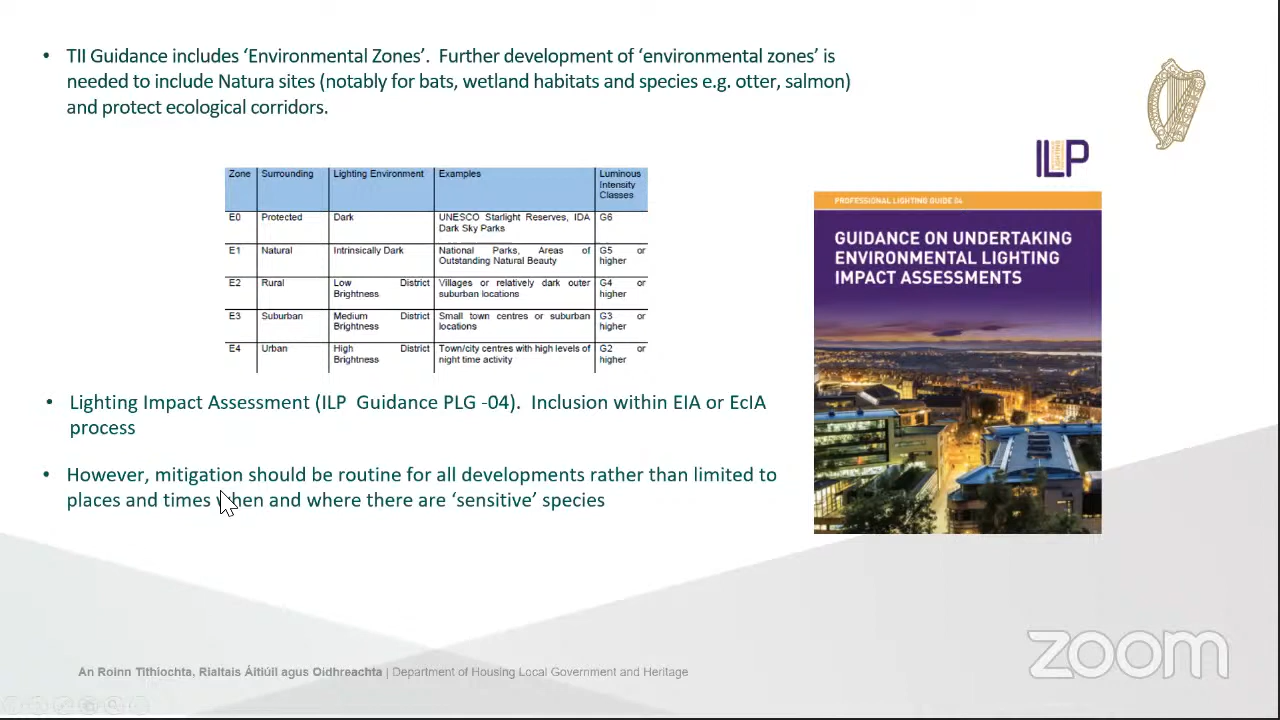 • TII Guidance includes ‘Environmental Zones’. Further development of ‘environmental zones’ is
needed to include Natura sites (notably for bats, wetland habitats and species e.g. otter, salmon)
and protect ecological corridors.
Zone Surrounding Lighting Environment Examples Luminous Intensity Classes
E0 Protected Dark UNESCO Starlight Reserves, IDA Dark Sky Parks G6
E1 Natural Intrinsically Dark National Parks, Areas of Outstanding Natural Beauty G5 or higher
E2 Rural Low District Brightness Villages or relatively dark outer suburban locations G4 or higher
E3 Suburban Medium District Brightness Small town centres or suburban locations G3 or higher
E4 Urban High District Brightness Town/city centres with high levels of night time activity G2 or higher
• Lighting Impact Assessment (ILP Guidance PLG -04). Inclusion within EIA or EcIA
process
• However, mitigation should be routine for all developments rather than limited to
places and times when and where there are ‘sensitive’ species
ILP
PROFESSIONAL LIGHTING GUIDE 04
GUIDANCE ON UNDERTAKING
ENVIRONMENTAL LIGHTING
IMPACT ASSESSMENTS
An Roinn Tithíochta, Rialtais Áitiúil agus Oidhreachta | Department of Housing Local Government and Heritage
zoom